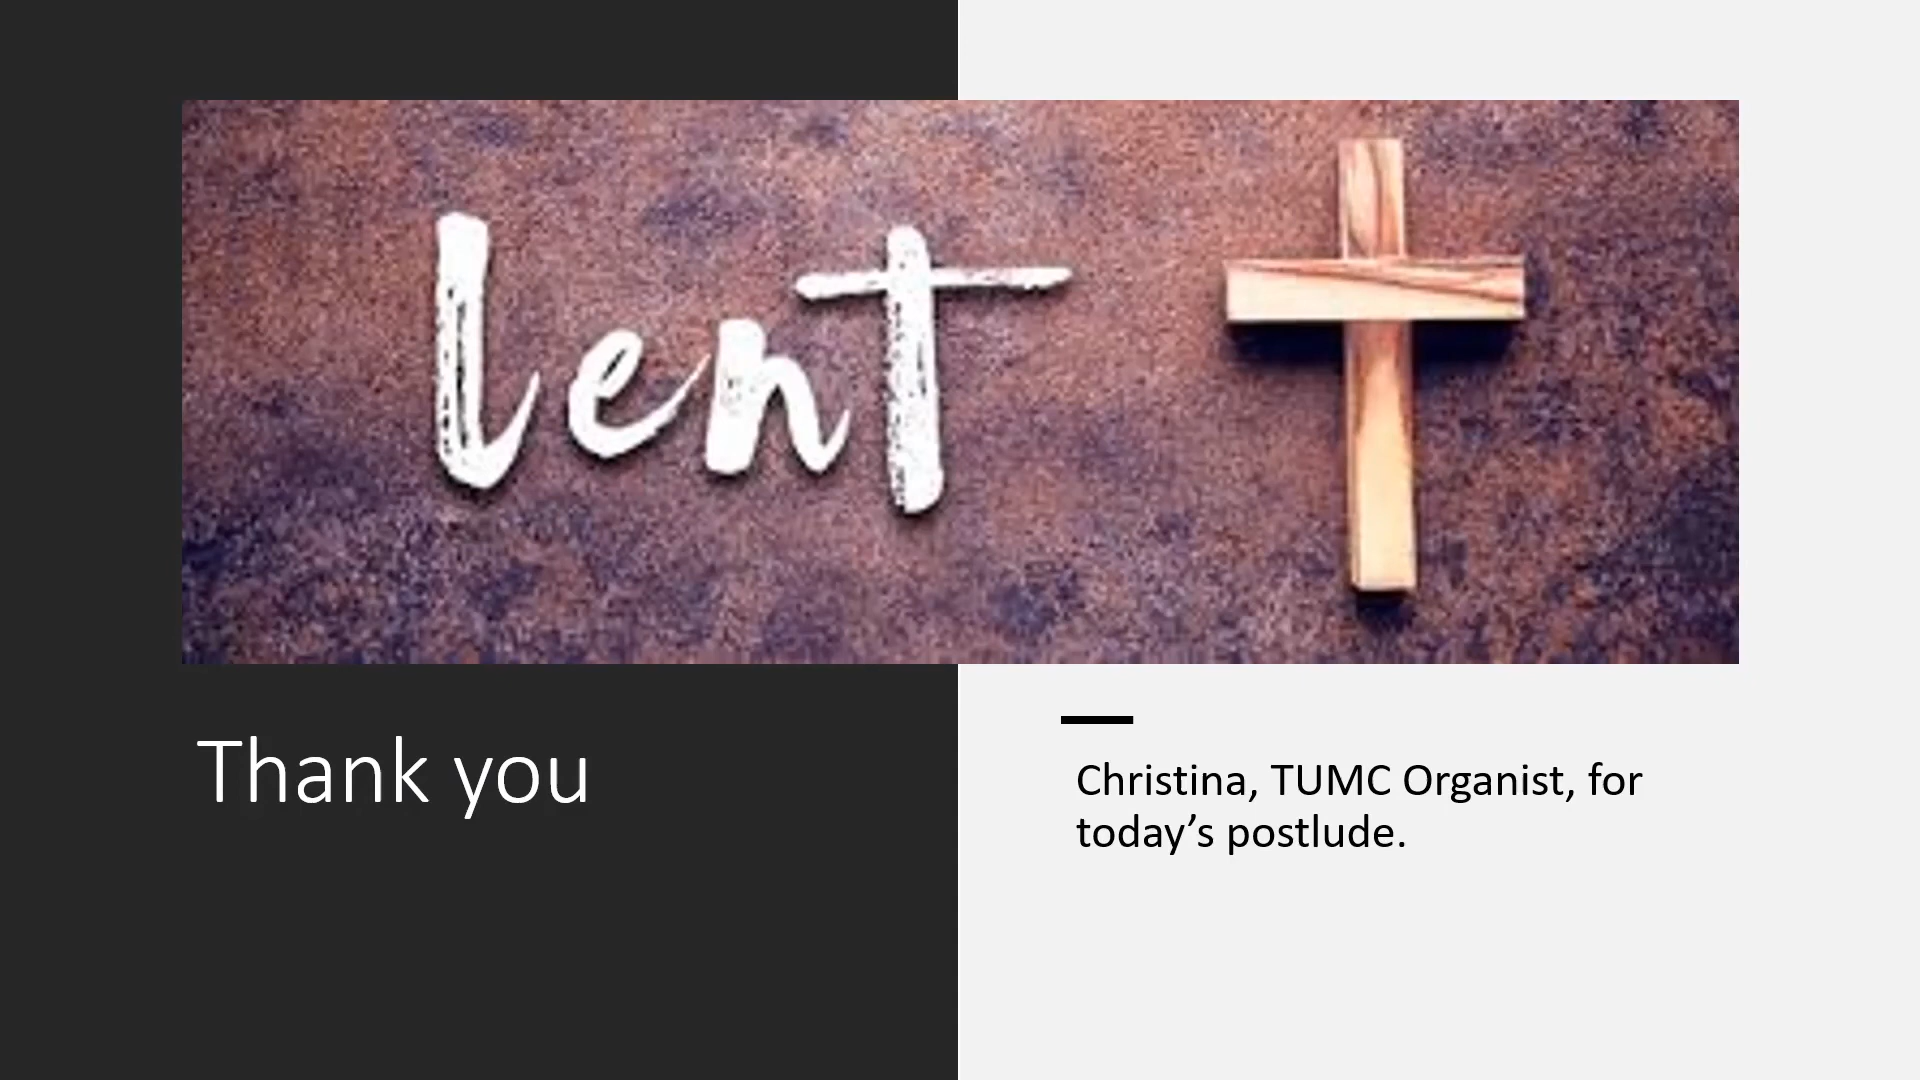 lent
Thank you
Christina, TUMC Organist, for
today’s postlude.